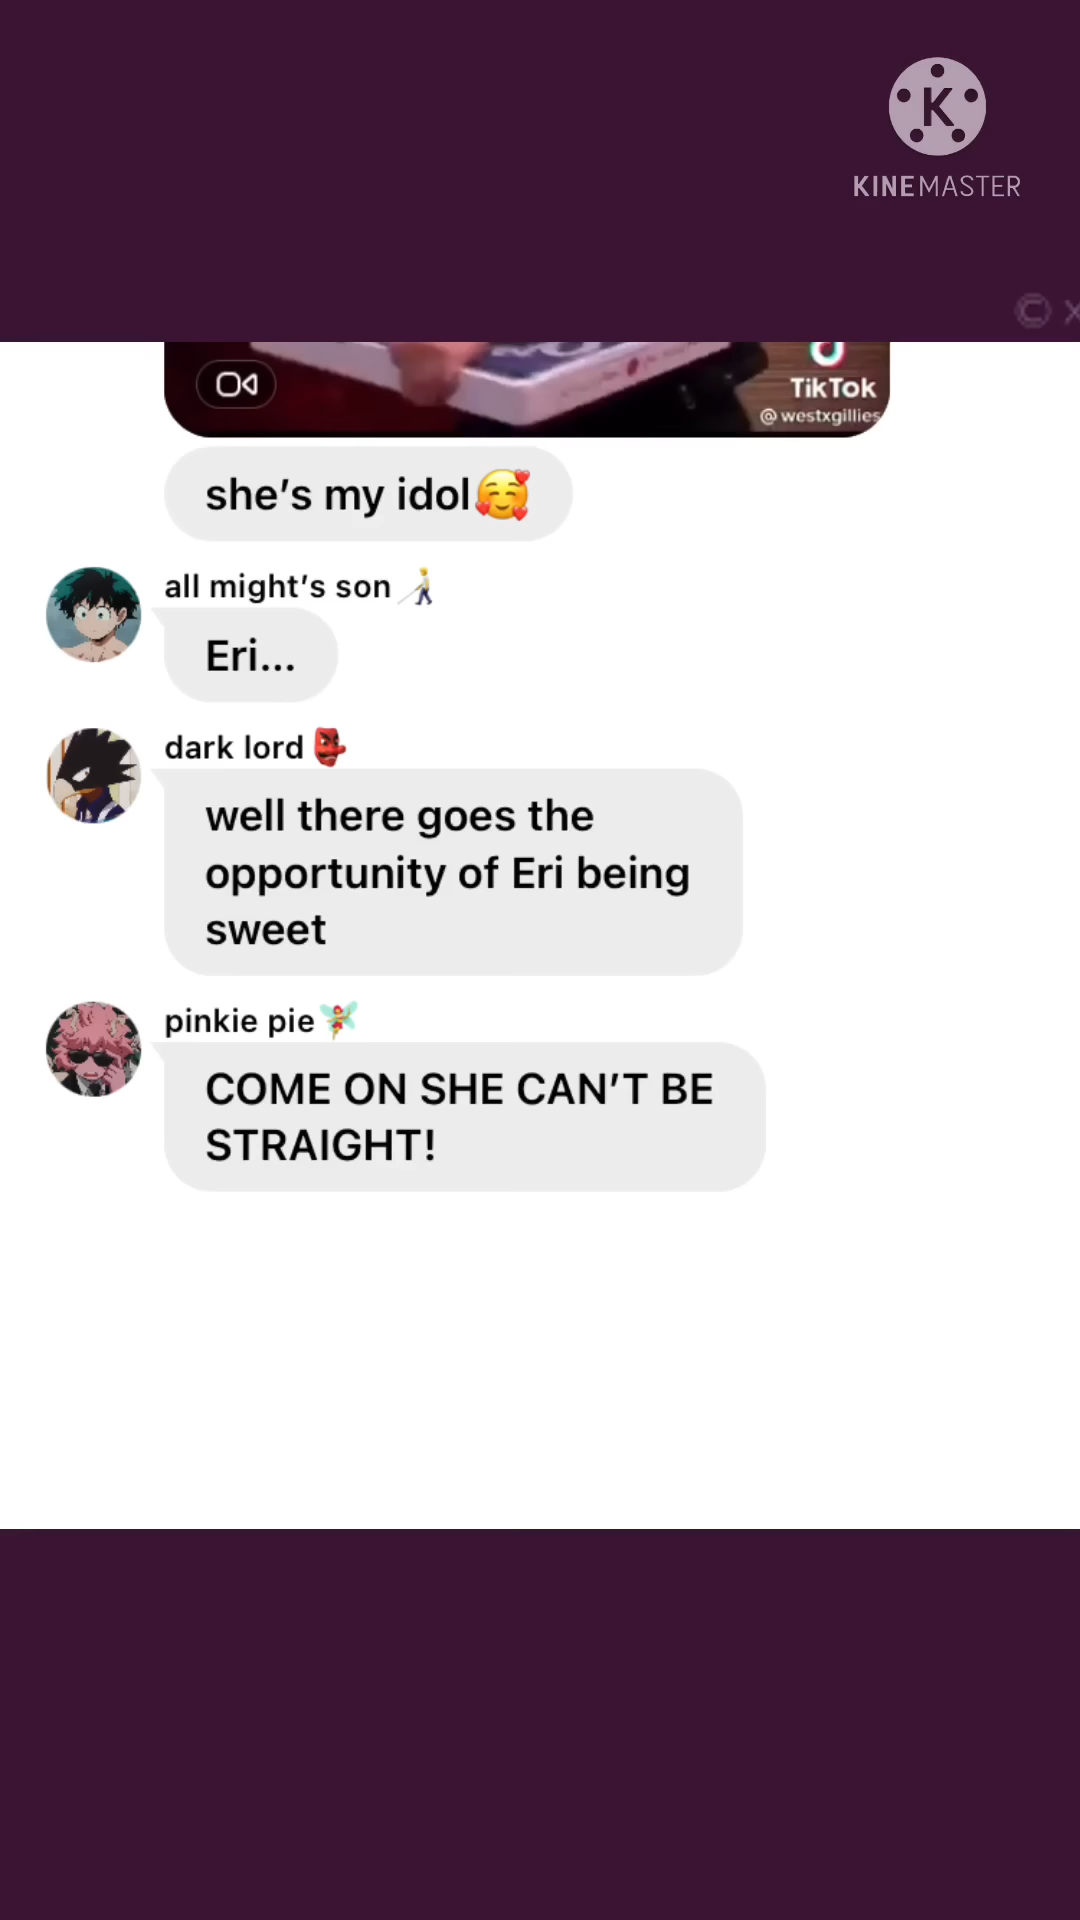 K
KINEMASTER
© x
TikTok
@westxgillies
she's my idol🥰
all might's son 👨‍🦯
Eri...
dark lord 👺
well there goes the
opportunity of Eri being
sweet
pinkie pie 🧚
COME ON SHE CAN'T BE
STRAIGHT!